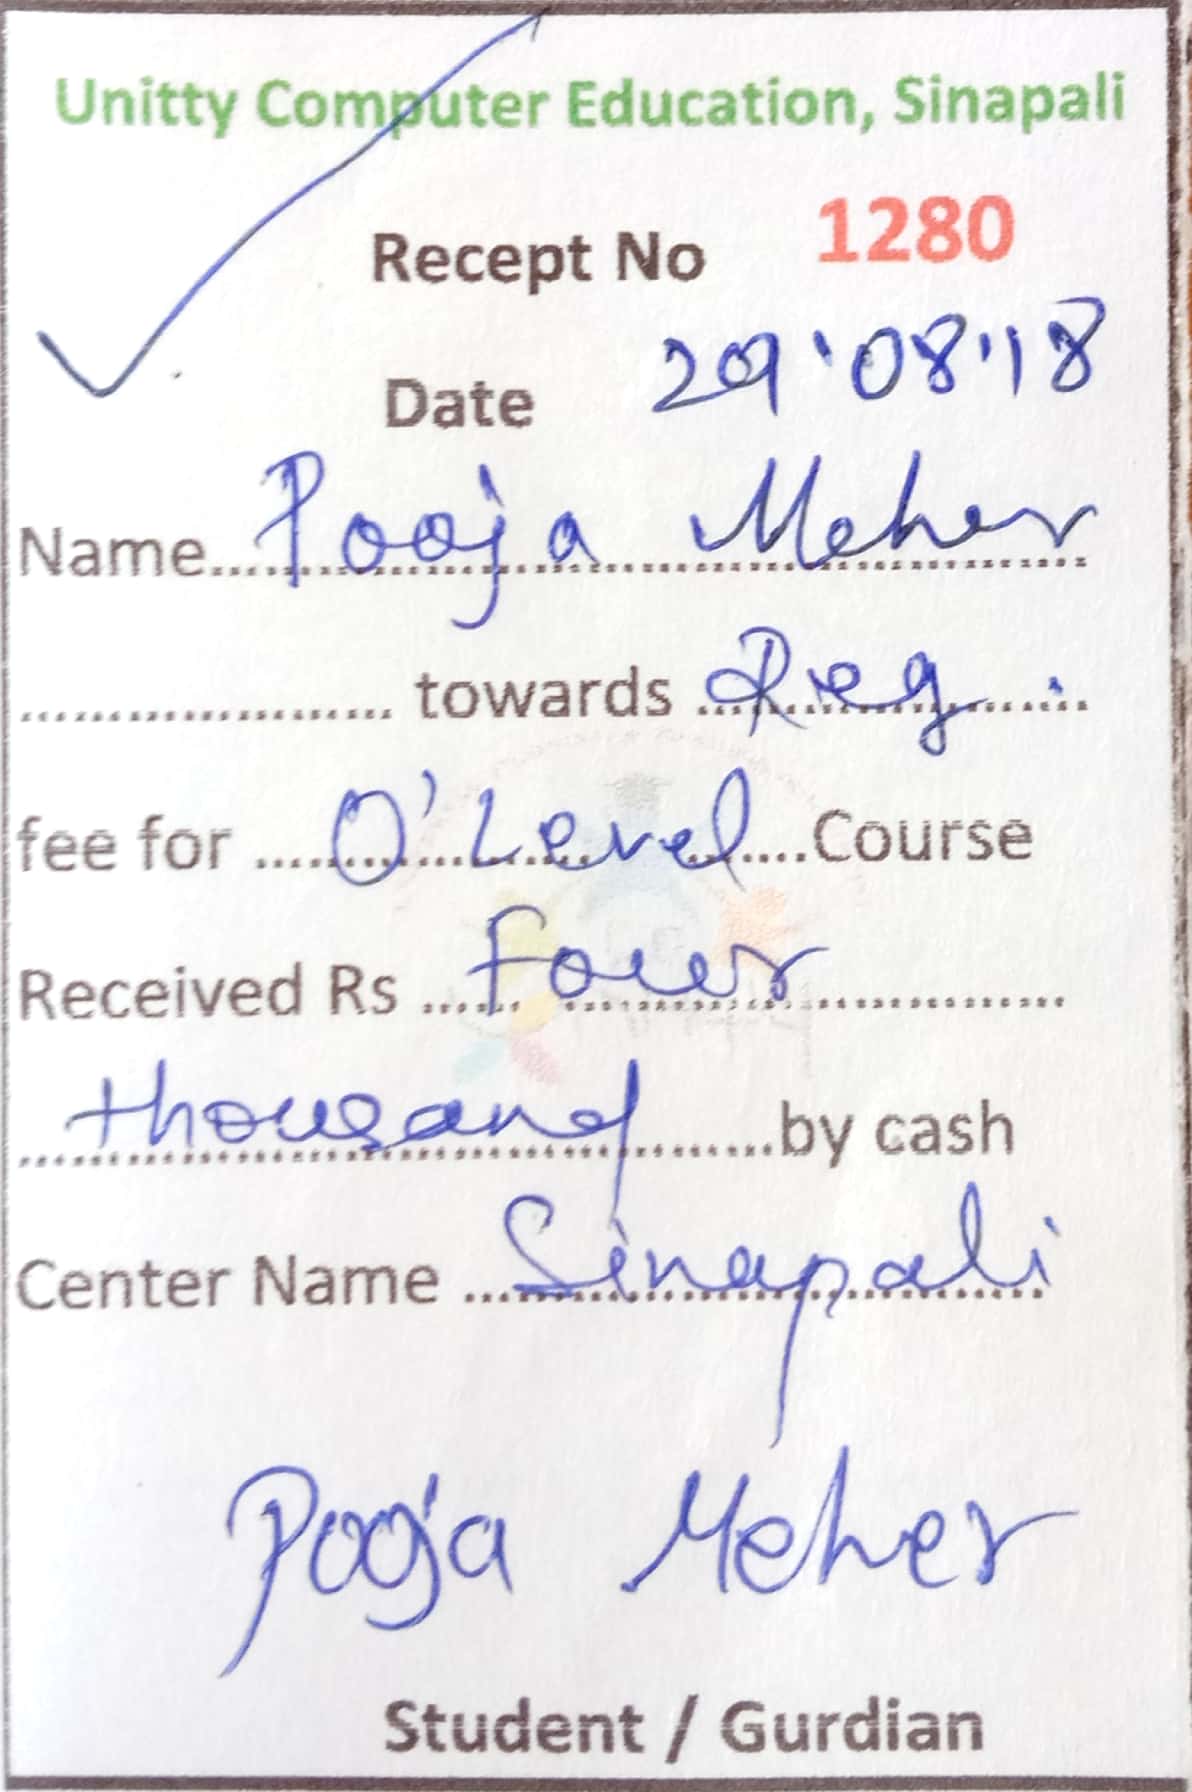 Unitty Computer Education, Sinapali
Recept No 1280
Date 29'08'18
Name....Pooja Meher....
.................... towards Reg .
fee for ....O'Level....Course
Received Rs ....Four....
....thousand....by cash
Center Name ....Sinapali....
Pooja Meher
Student / Gurdian